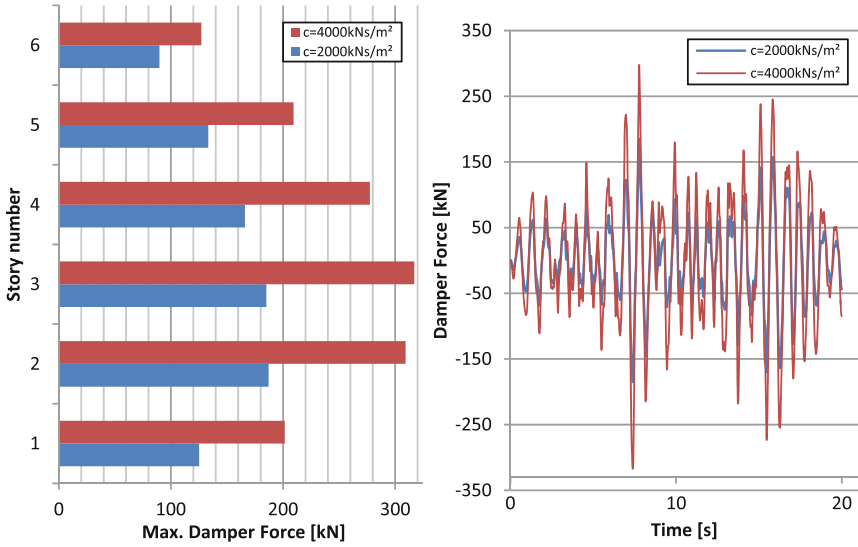 c=4000kNs/m²
c=2000kNs/m²
6
5
4
3
2
1
Story number
0
100
200
300
Max. Damper Force [kN]
350
250
150
50
-50
-150
-250
-350
Damper Force [kN]
c=2000kNs/m²
c=4000kNs/m²
0
10
20
Time [s]